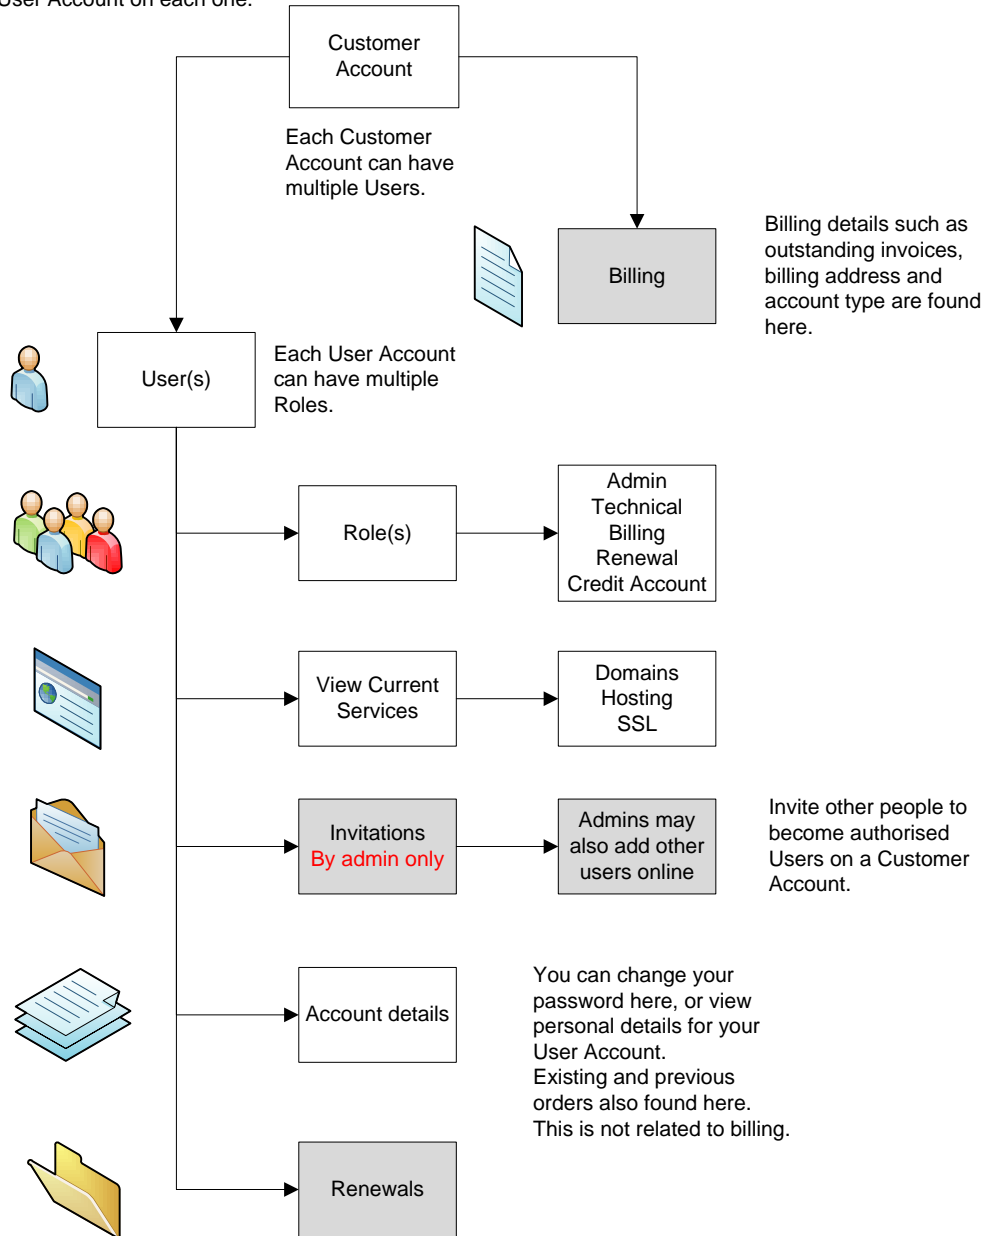 User Account on each one.
Customer
Account
Each Customer
Account can have
multiple Users.
Billing
Billing details such as
outstanding invoices,
billing address and
account type are found
here.
User(s)
Each User Account
can have multiple
Roles.
Role(s)
Admin
Technical
Billing
Renewal
Credit Account
View Current
Services
Domains
Hosting
SSL
Invitations
By admin only
Admins may
also add other
users online
Invite other people to
become authorised
Users on a Customer
Account.
Account details
You can change your
password here, or view
personal details for your
User Account.
Existing and previous
orders also found here.
This is not related to billing.
Renewals